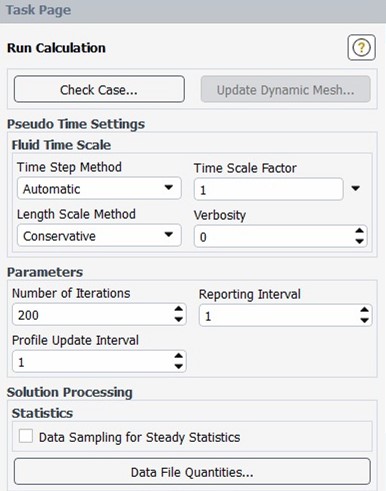 Task Page
Run Calculation
?
Check Case... Update Dynamic Mesh...
Pseudo Time Settings
Fluid Time Scale
Time Step Method Time Scale Factor
Automatic 1
Length Scale Method Verbosity
Conservative 0
Parameters
Number of Iterations Reporting Interval
200 1
Profile Update Interval
1
Solution Processing
Statistics
Data Sampling for Steady Statistics
Data File Quantities...